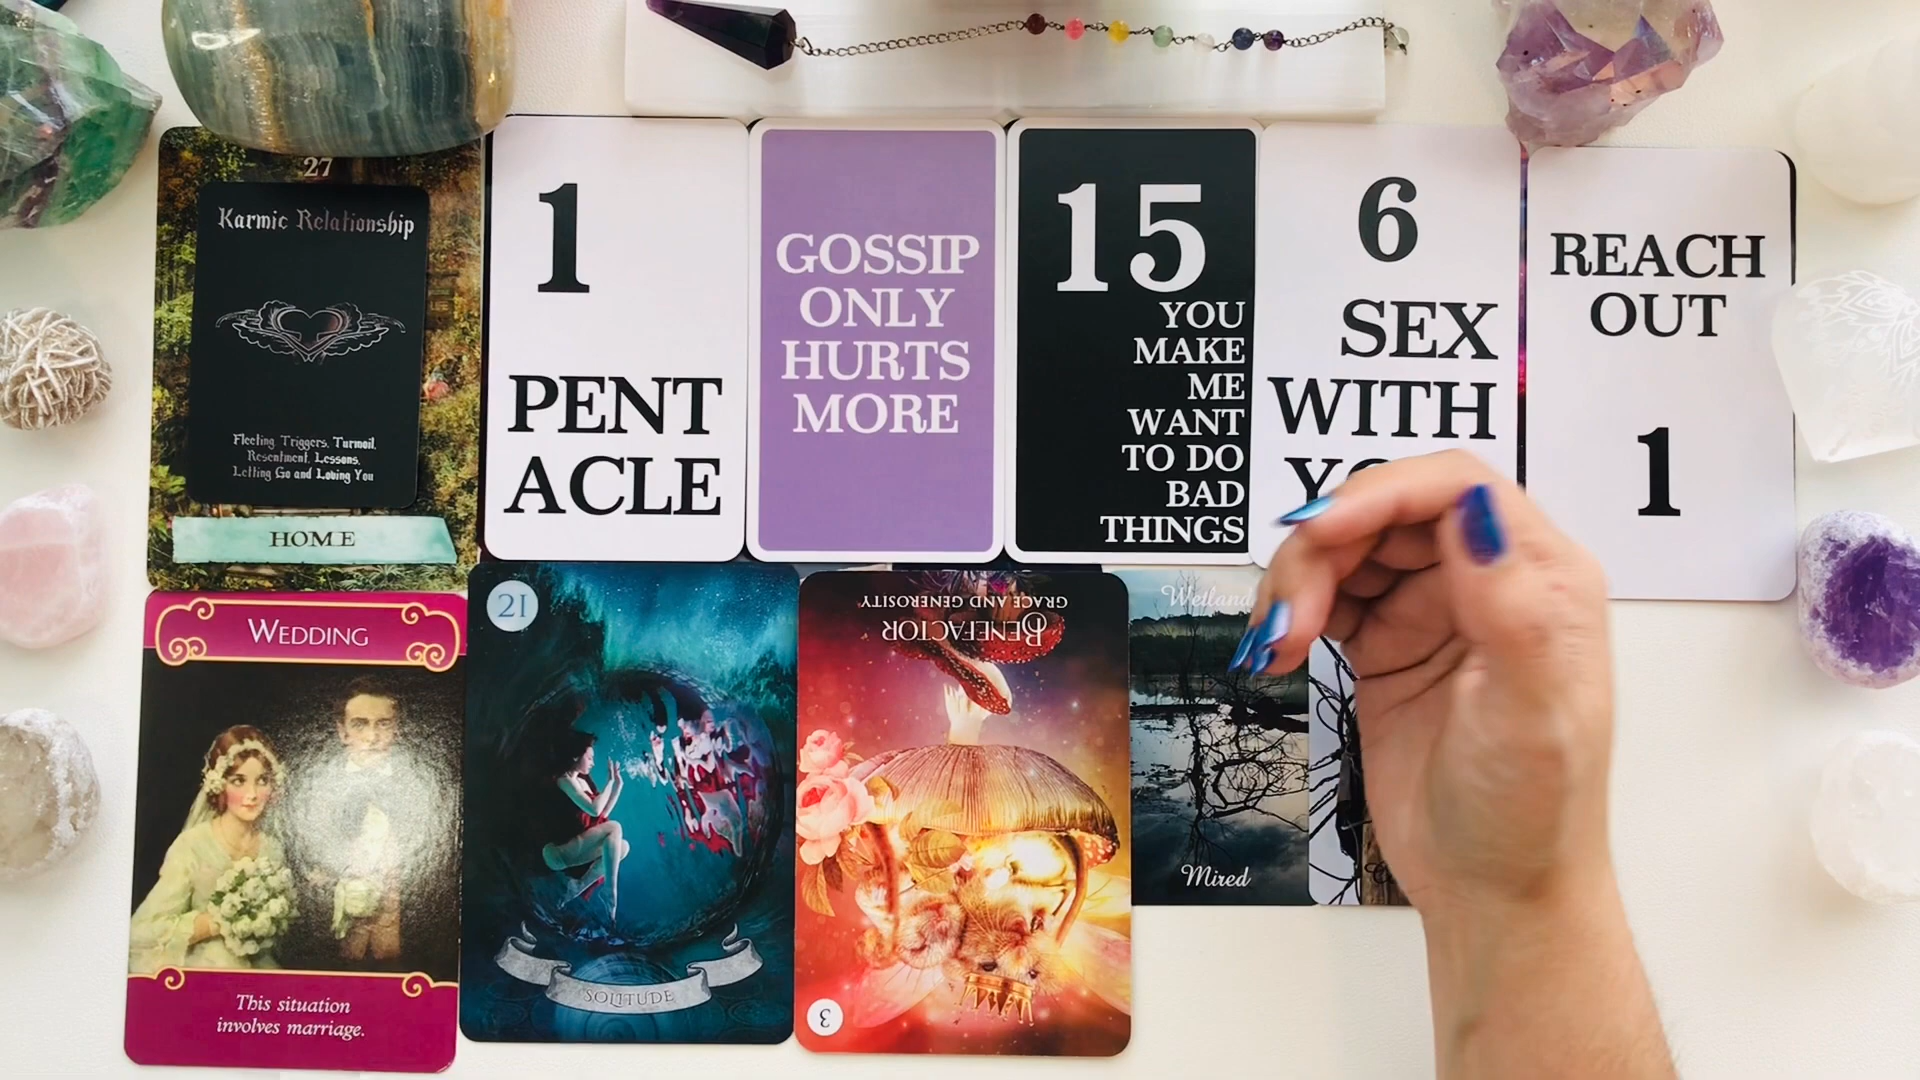 27
Karmic Relationship
Fleeting Triggers, Turmoil,
Resentment, Lessons,
Letting Go and Loving You
HOME
1
PENT
ACLE
GOSSIP
ONLY
HURTS
MORE
15
YOU
MAKE
ME
WANT
TO DO
BAD
THINGS
6
SEX
WITH
REACH
OUT
1
WEDDING
This situation
involves marriage.
21
SOLITUDE
BENEFACTOR
GRACE AND GENEROSITY
3
Wetland
Mired